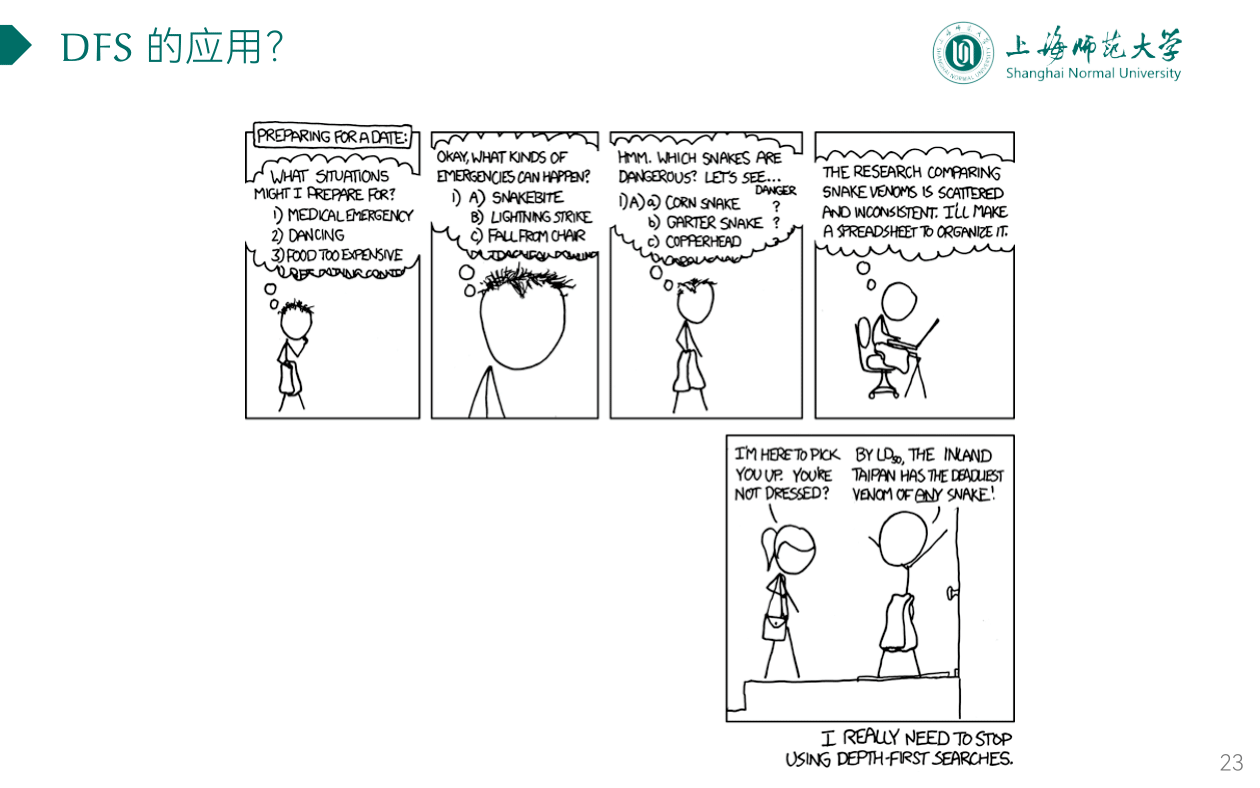 DFS 的应用?
上海师范大学
Shanghai Normal University
PREPARING FOR A DATE:
WHAT SITUATIONS
MIGHT I PREPARE FOR?
1) MEDICAL EMERGENCY
2) DANCING
3) FOOD TOO EXPENSIVE
OKAY, WHAT KINDS OF
EMERGENCIES CAN HAPPEN?
1) A) SNAKEBITE
B) LIGHTNING STRIKE
C) FALL FROM CHAIR
HMM. WHICH SNAKES ARE
DANGEROUS? LET'S SEE...
DANGER
1) A) a) CORN SNAKE ?
b) GARTER SNAKE ?
c) COPPERHEAD ?
THE RESEARCH COMPARING
SNAKE VENOMS IS SCATTERED
AND INCONSISTENT. I'LL MAKE
A SPREADSHEET TO ORGANIZE IT.
I'M HERE TO PICK
YOU UP. YOU'RE
NOT DRESSED?
BY LD50, THE INLAND
TAIPAN HAS THE DEADLIEST
VENOM OF ANY SNAKE!
I REALLY NEED TO STOP
USING DEPTH-FIRST SEARCHES.
23